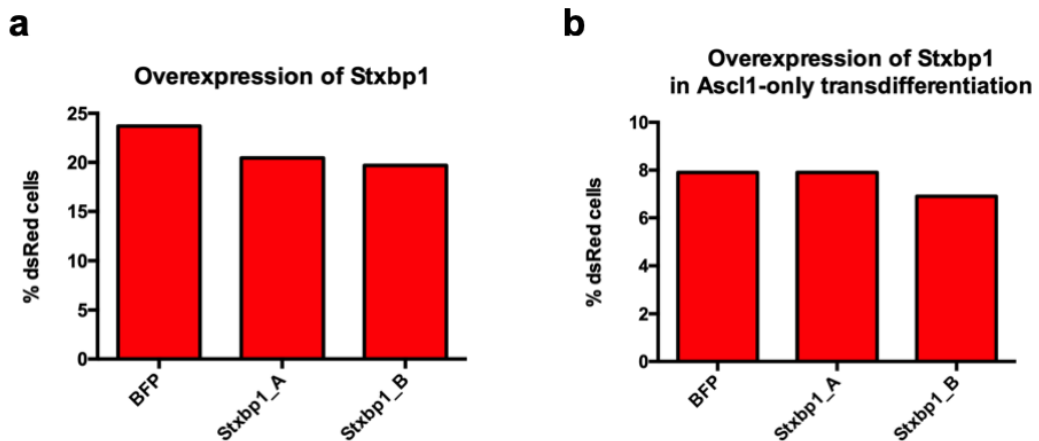 a
Overexpression of Stxbp1
% dsRed cells
25
20
15
10
5
0
BFP
Stxbp1_A
Stxbp1_B
b
Overexpression of Stxbp1
in Ascl1-only transdifferentiation
% dsRed cells
10
8
6
4
2
0
BFP
Stxbp1_A
Stxbp1_B